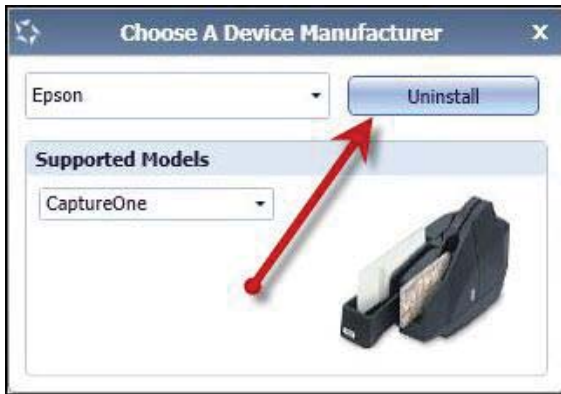 Choose A Device Manufacturer
Epson
Uninstall
Supported Models
CaptureOne